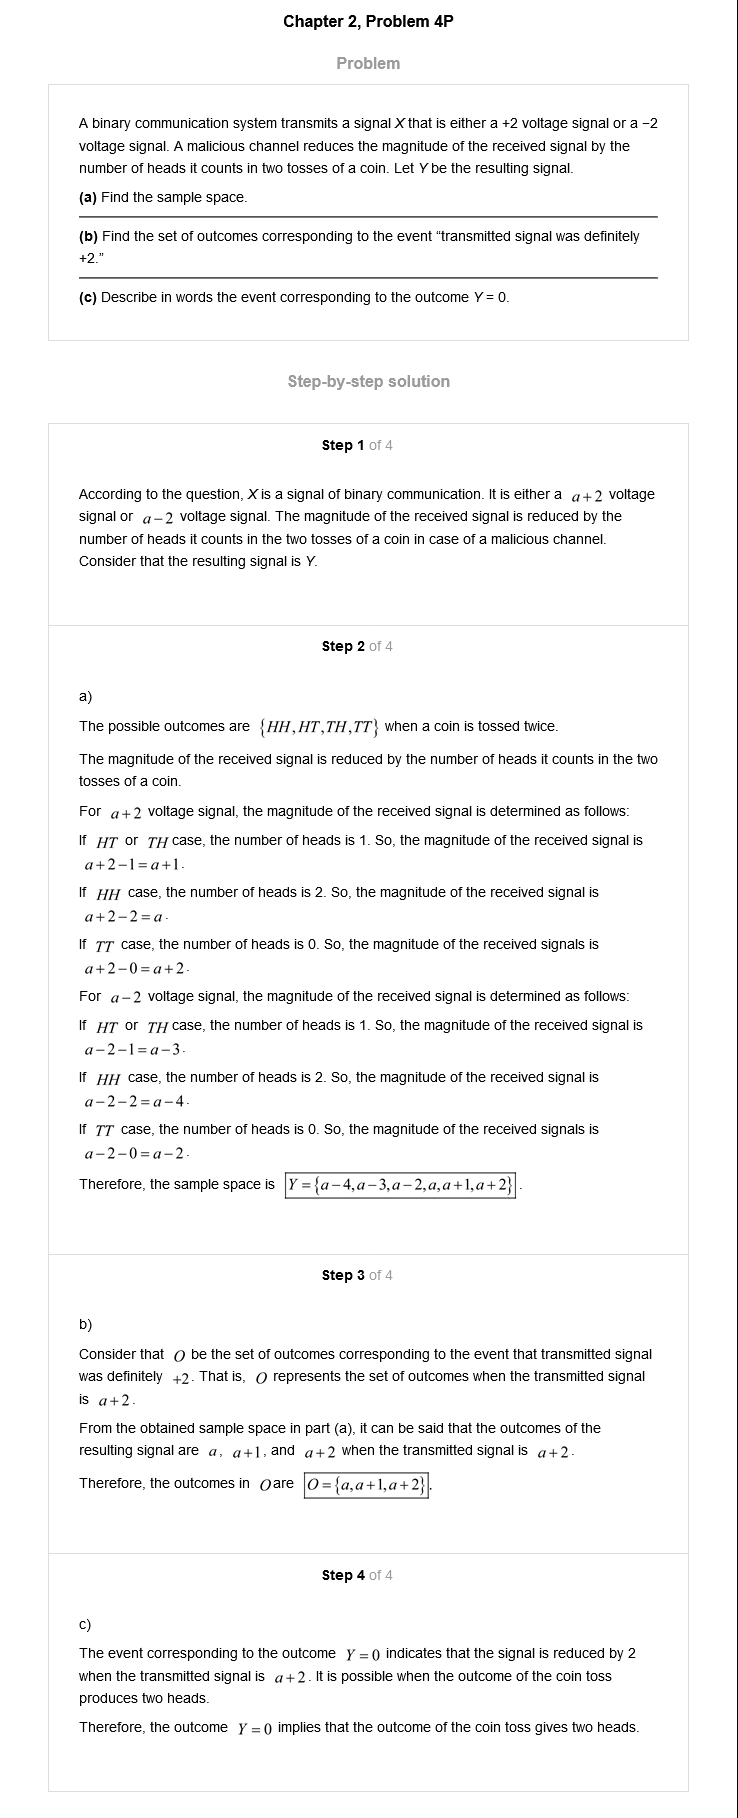 Chapter 2, Problem 4P
Problem
A binary communication system transmits a signal X that is either a +2 voltage signal or a −2
voltage signal. A malicious channel reduces the magnitude of the received signal by the
number of heads it counts in two tosses of a coin. Let Y be the resulting signal.
(a) Find the sample space.
(b) Find the set of outcomes corresponding to the event “transmitted signal was definitely
+2.”
(c) Describe in words the event corresponding to the outcome Y = 0.
Step-by-step solution
Step 1 of 4
According to the question, X is a signal of binary communication. It is either a a+2 voltage
signal or a−2 voltage signal. The magnitude of the received signal is reduced by the
number of heads it counts in the two tosses of a coin in case of a malicious channel.
Consider that the resulting signal is Y.
Step 2 of 4
a)
The possible outcomes are {HH,HT,TH,TT} when a coin is tossed twice.
The magnitude of the received signal is reduced by the number of heads it counts in the two
tosses of a coin.
For a+2 voltage signal, the magnitude of the received signal is determined as follows:
If HT or TH case, the number of heads is 1. So, the magnitude of the received signal is
a+2−1=a+1.
If HH case, the number of heads is 2. So, the magnitude of the received signal is
a+2−2=a.
If TT case, the number of heads is 0. So, the magnitude of the received signals is
a+2−0=a+2.
For a−2 voltage signal, the magnitude of the received signal is determined as follows:
If HT or TH case, the number of heads is 1. So, the magnitude of the received signal is
a−2−1=a−3.
If HH case, the number of heads is 2. So, the magnitude of the received signal is
a−2−2=a−4.
If TT case, the number of heads is 0. So, the magnitude of the received signals is
a−2−0=a−2.
Therefore, the sample space is Y={a−4,a−3,a−2,a,a+1,a+2}.
Step 3 of 4
b)
Consider that O be the set of outcomes corresponding to the event that transmitted signal
was definitely +2. That is, O represents the set of outcomes when the transmitted signal
is a+2.
From the obtained sample space in part (a), it can be said that the outcomes of the
resulting signal are a, a+1, and a+2 when the transmitted signal is a+2.
Therefore, the outcomes in O are O={a,a+1,a+2}.
Step 4 of 4
c)
The event corresponding to the outcome Y=0 indicates that the signal is reduced by 2
when the transmitted signal is a+2. It is possible when the outcome of the coin toss
produces two heads.
Therefore, the outcome Y=0 implies that the outcome of the coin toss gives two heads.